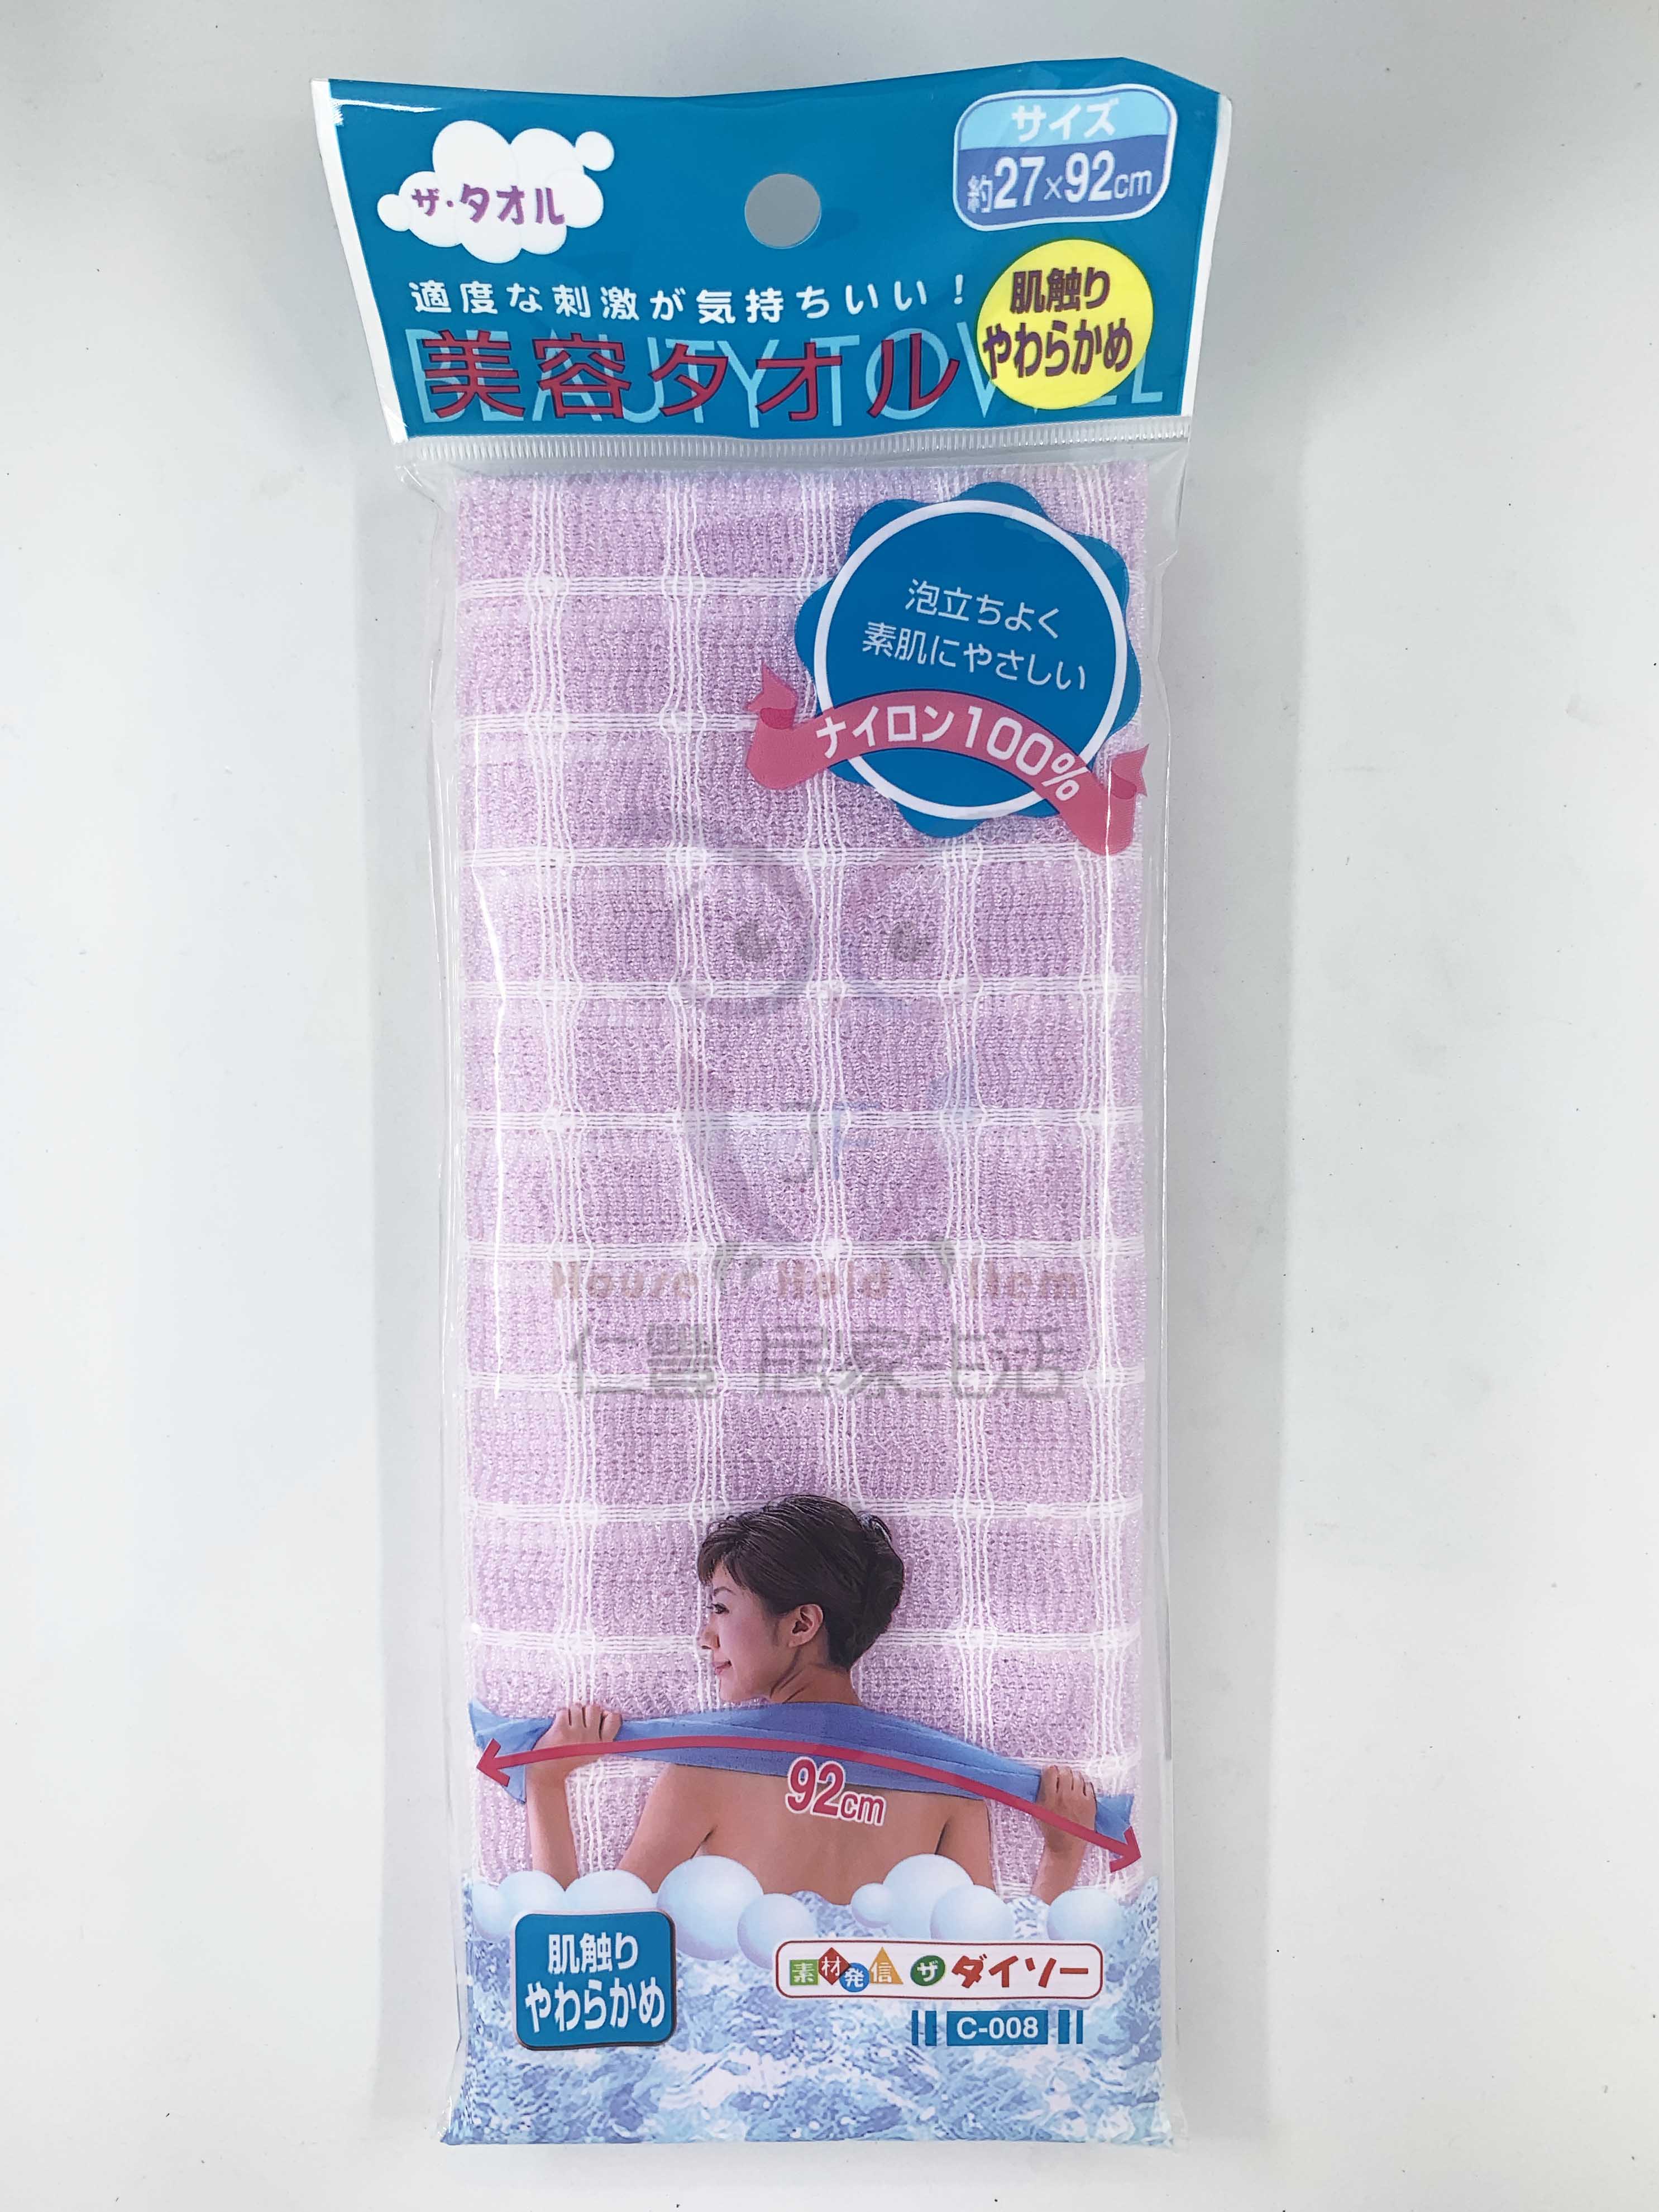 サイズ
約27×92cm
ザ・タオル
適度な刺激が気持ちいい！
肌触り
やわらかめ
BEAUTY TOWEL
美容タオル
泡立ちよく
素肌にやさしい
ナイロン100%
House Hold Item
仁豐 居家生活
92cm
肌触り
やわらかめ
素材発信 ザ ダイソー
C-008